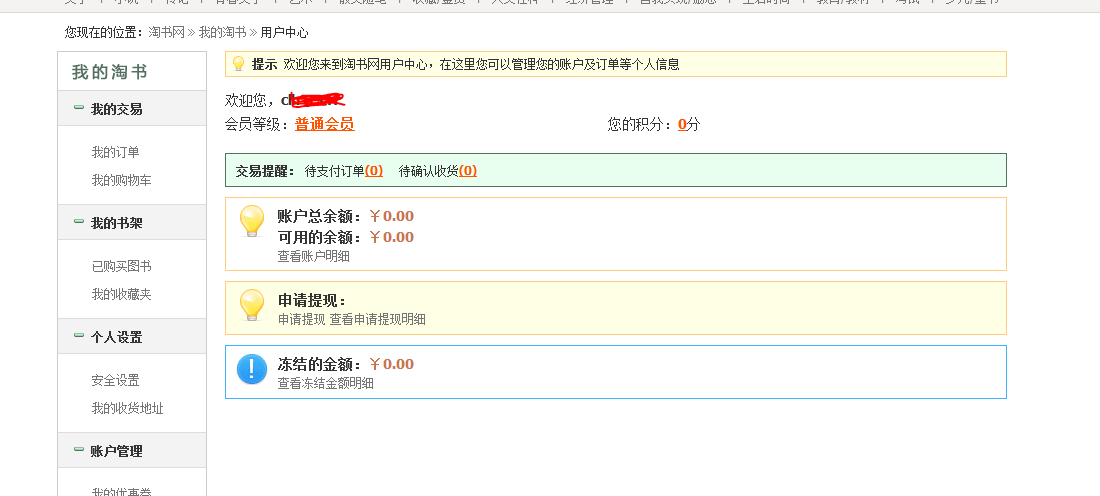 您现在的位置：淘书网 » 我的淘书 » 用户中心
我的淘书
我的交易
我的订单
我的购物车
我的书架
已购买图书
我的收藏夹
个人设置
安全设置
我的收货地址
账户管理
我的优惠券
提示 欢迎您来到淘书网用户中心，在这里您可以管理您的账户及订单等个人信息
欢迎您，
会员等级：普通会员
您的积分：0分
交易提醒： 待支付订单(0) 待确认收货(0)
账户总余额：￥0.00
可用的余额：￥0.00
查看账户明细
申请提现：
申请提现 查看申请提现明细
冻结的金额：￥0.00
查看冻结金额明细